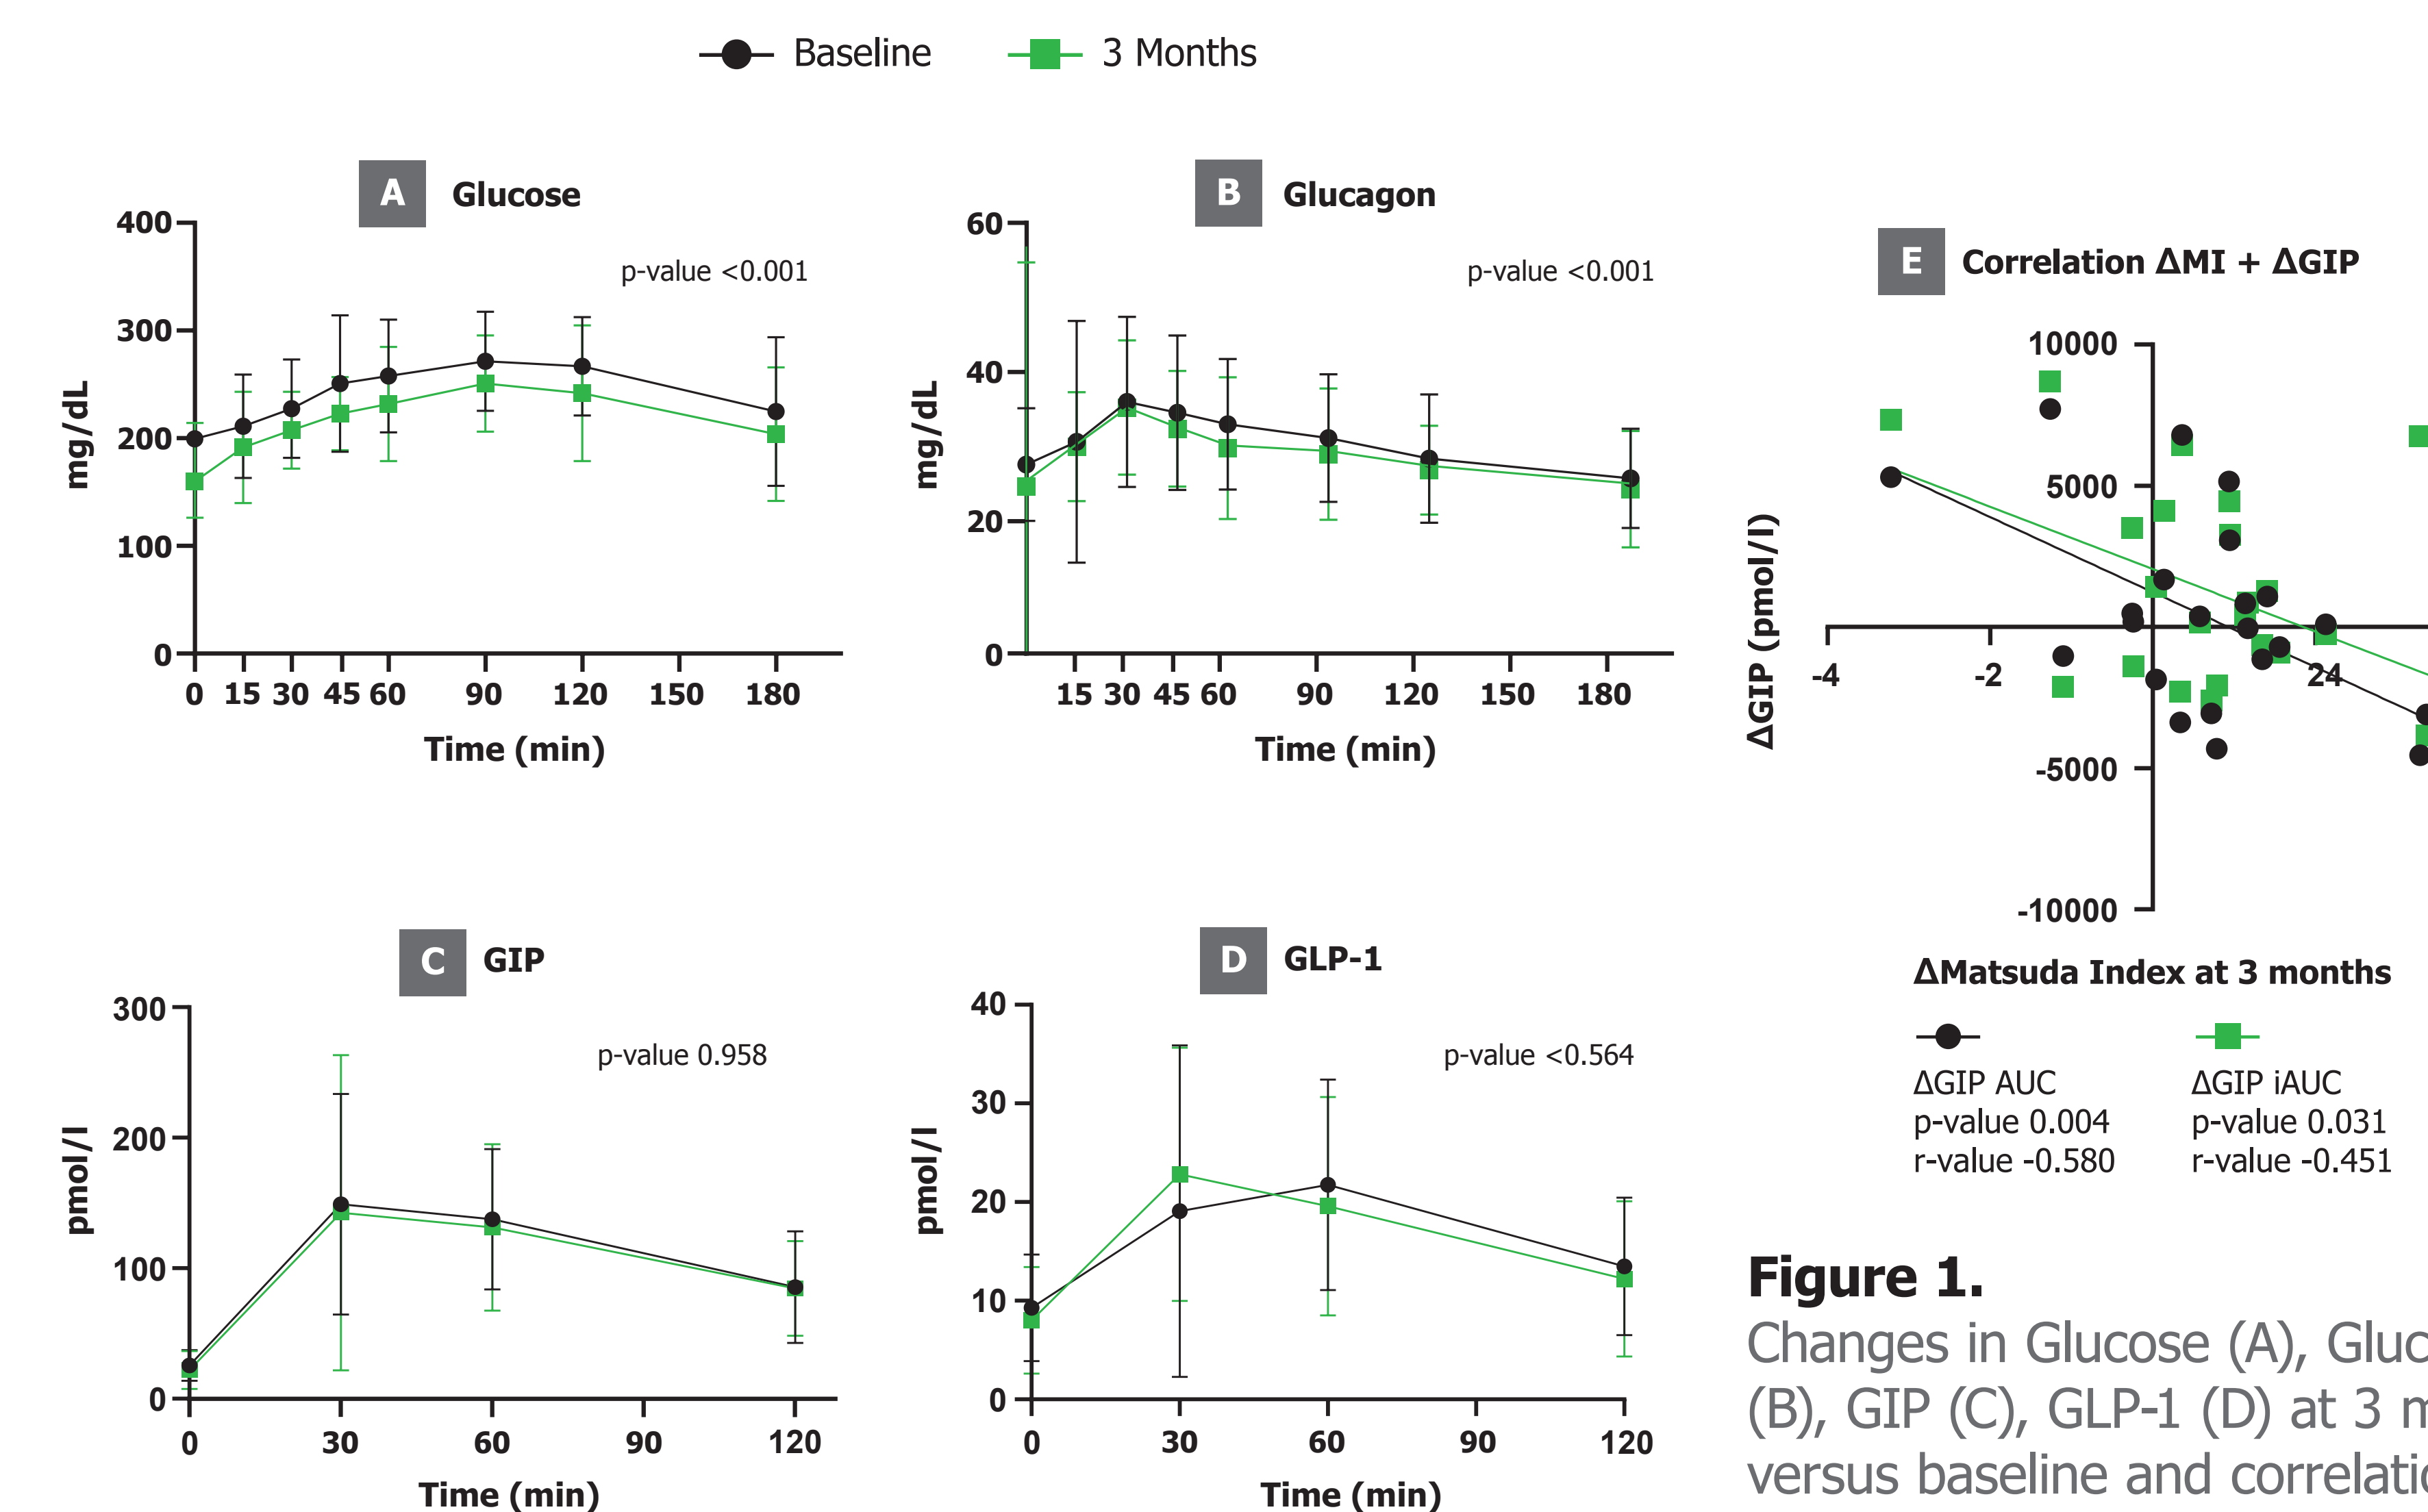 Baseline
3 Months
A Glucose
400
300
200
100
0
mg/dL
p-value <0.001
0 15 30 45 60 90 120 150 180
Time (min)
B Glucagon
60
40
20
0
mg/dL
p-value <0.001
15 30 45 60 90 120 150 180
Time (min)
C GIP
300
200
100
0
pmol/l
p-value 0.958
0 30 60 90 120
Time (min)
D GLP-1
40
30
20
10
0
pmol/l
p-value <0.564
0 30 60 90 120
Time (min)
E Correlation ΔMI + ΔGIP
10000
5000
-5000
-10000
ΔGIP (pmol/l)
-4 -2 24
ΔMatsuda Index at 3 months
ΔGIP AUC
p-value 0.004
r-value -0.580
ΔGIP iAUC
p-value 0.031
r-value -0.451
Figure 1.
Changes in Glucose (A), Gluc
(B), GIP (C), GLP-1 (D) at 3 m
versus baseline and correlatio